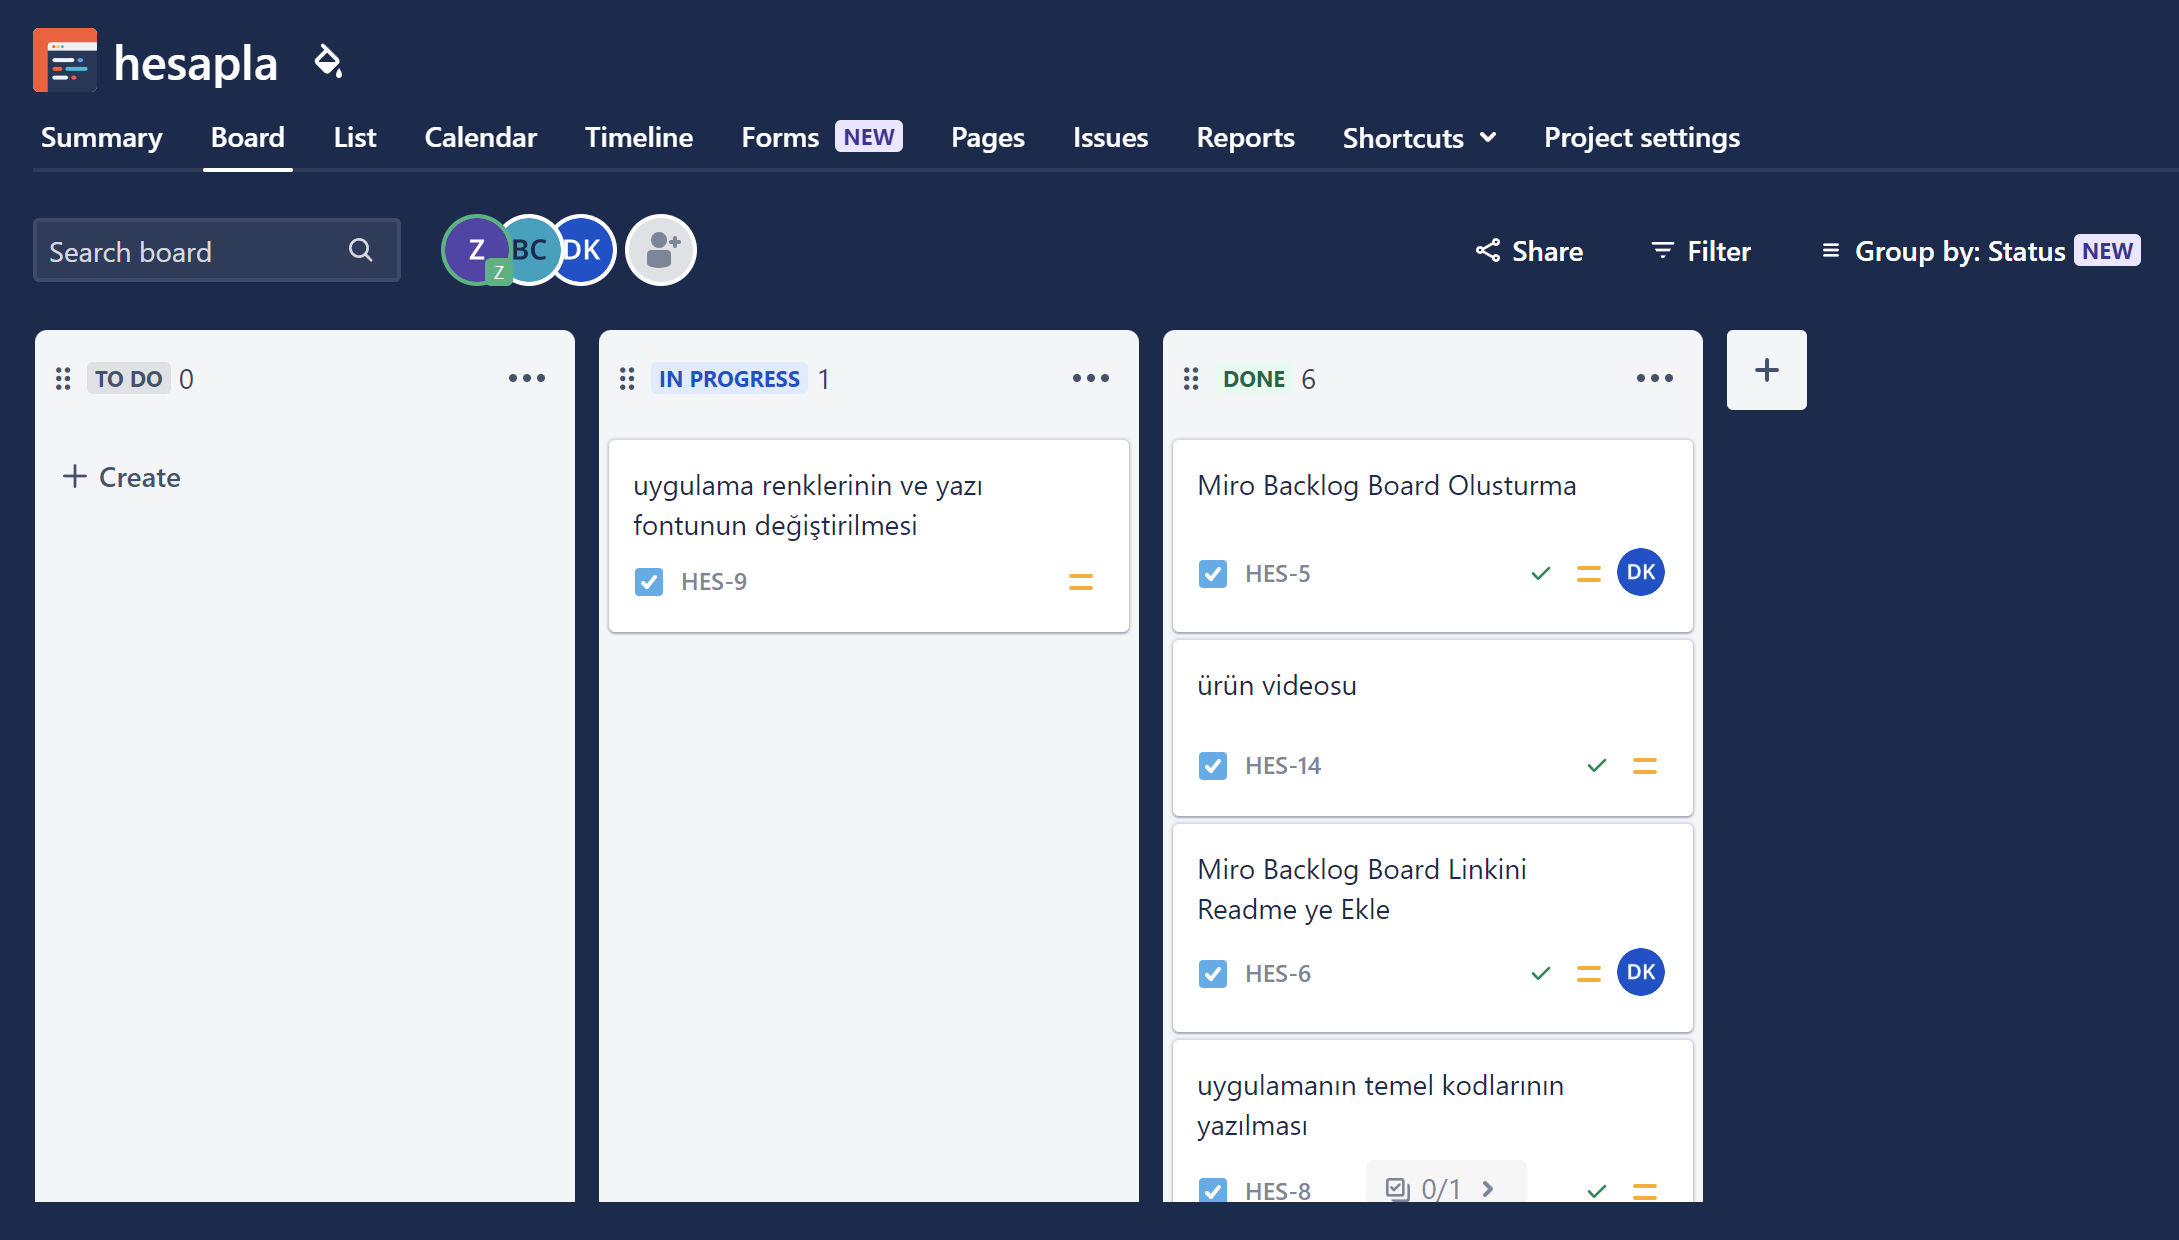 hesapla
Summary Board List Calendar Timeline Forms NEW Pages Issues Reports Shortcuts Project settings
Search board
Z Z BC DK
Share Filter Group by: Status NEW
TO DO 0
Create
IN PROGRESS 1
uygulama renklerinin ve yazı
fontunun değiştirilmesi
HES-9
DONE 6
Miro Backlog Board Olusturma
HES-5 DK
ürün videosu
HES-14
Miro Backlog Board Linkini
Readme ye Ekle
HES-6 DK
uygulamanın temel kodlarının
yazılması
HES-8 0/1